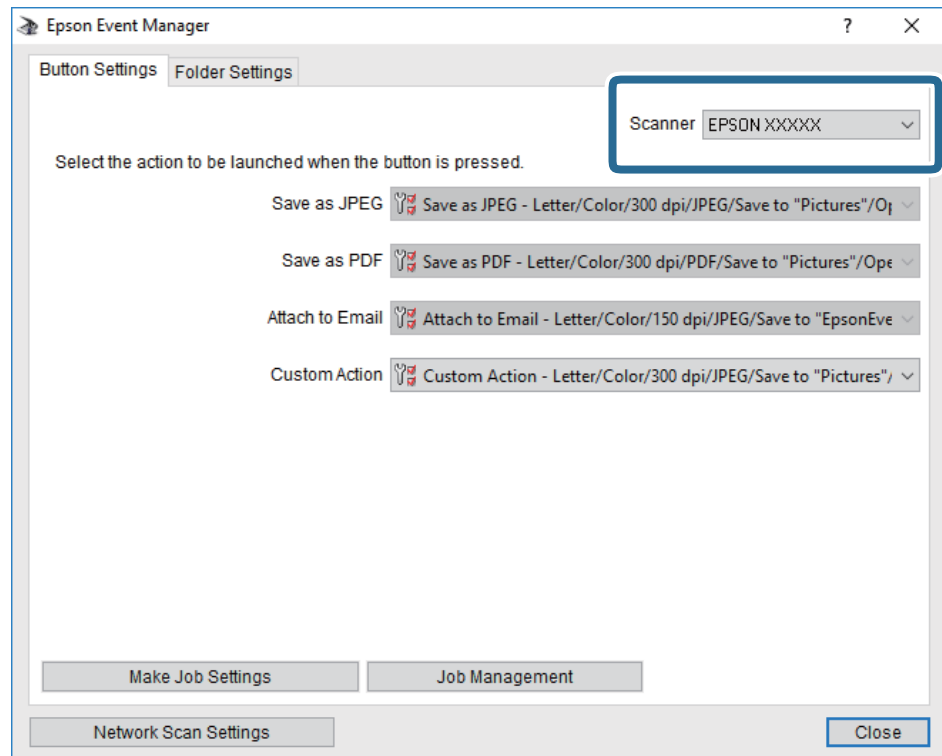 Epson Event Manager
Button Settings Folder Settings
Scanner EPSON XXXXX
Select the action to be launched when the button is pressed.
Save as JPEG Save as JPEG - Letter/Color/300 dpi/JPEG/Save to "Pictures"/Op
Save as PDF Save as PDF - Letter/Color/300 dpi/PDF/Save to "Pictures"/Ope
Attach to Email Attach to Email - Letter/Color/150 dpi/JPEG/Save to "EpsonEve
Custom Action Custom Action - Letter/Color/300 dpi/JPEG/Save to "Pictures"/
Make Job Settings Job Management
Network Scan Settings Close